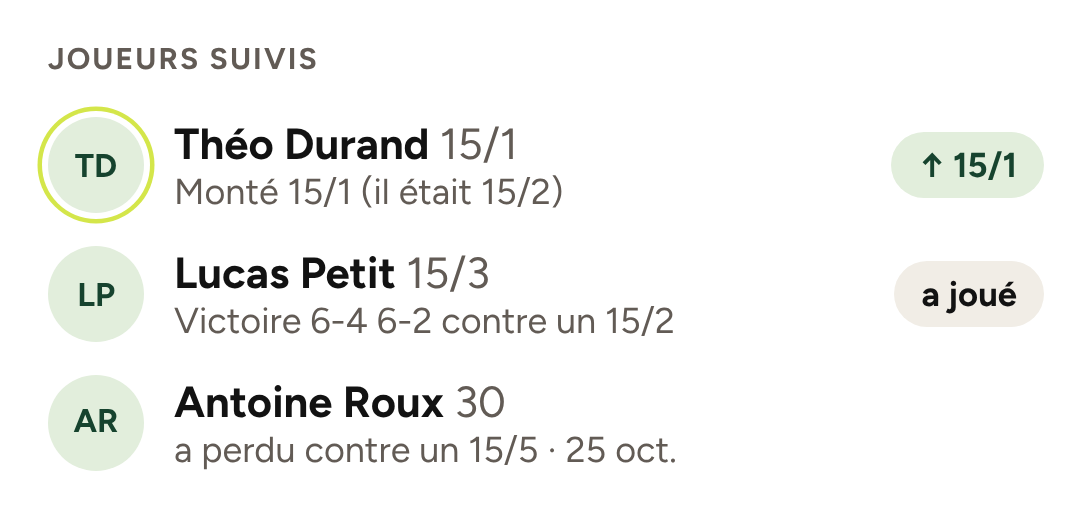 JOUEURS SUIVIS
TD
Théo Durand 15/1
Monté 15/1 (il était 15/2)
↑ 15/1
LP
Lucas Petit 15/3
Victoire 6-4 6-2 contre un 15/2
a joué
AR
Antoine Roux 30
a perdu contre un 15/5 · 25 oct.